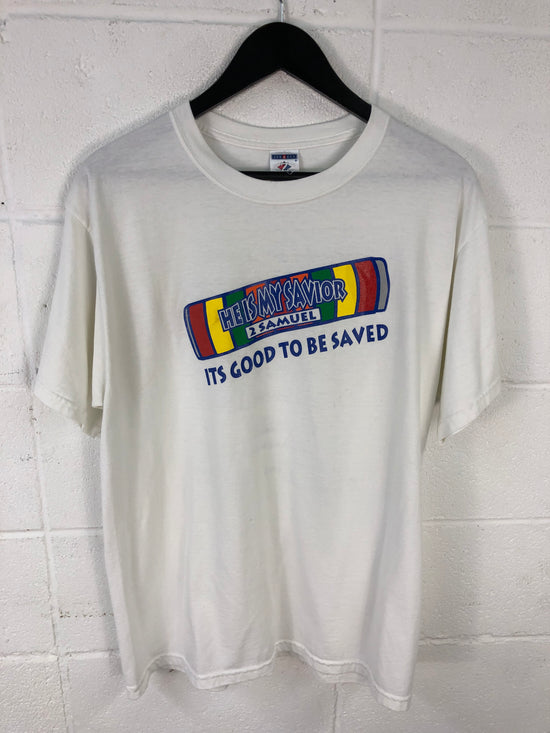 HE IS MY SAVIOR
2 SAMUEL
ITS GOOD TO BE SAVED